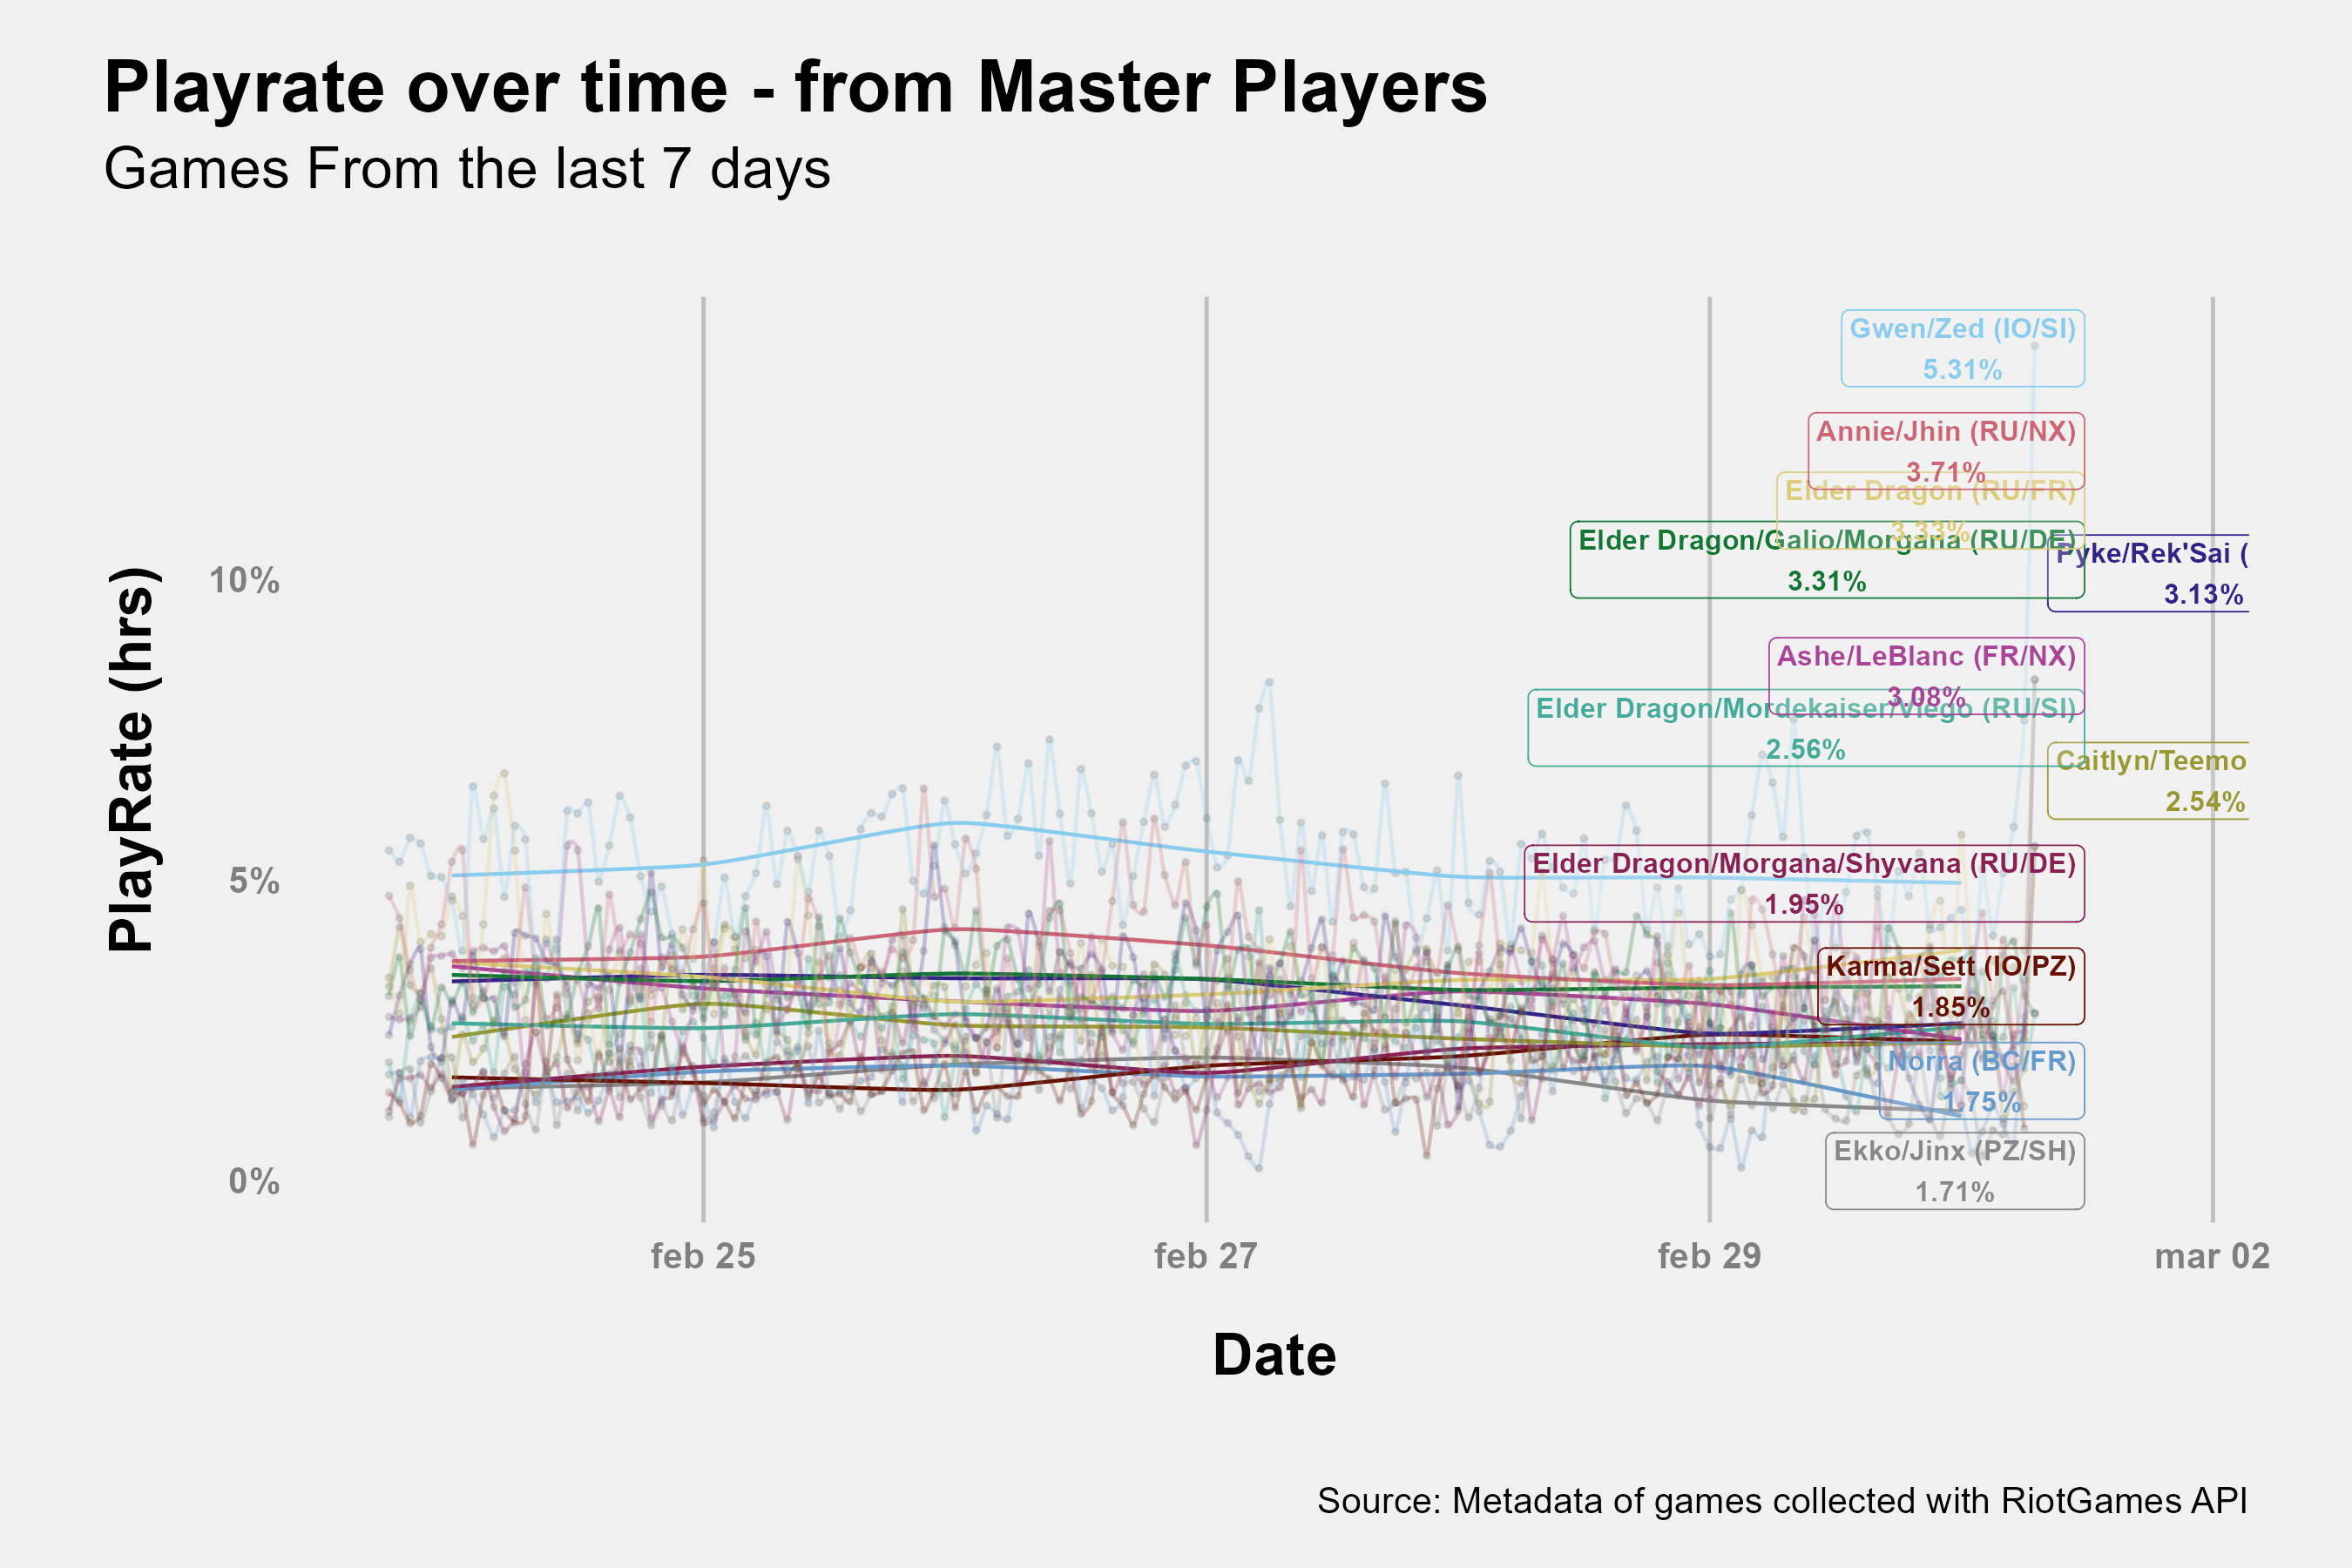 Playrate over time - from Master Players
Games From the last 7 days
PlayRate (hrs)
10%
5%
0%
Gwen/Zed (IO/SI)
5.31%
Annie/Jhin (RU/NX)
3.71%
Elder Dragon (RU/FR)
3.33%
Elder Dragon/Galio/Morgana (RU/DE)
3.31%
Pyke/Rek'Sai (
3.13%
Ashe/LeBlanc (FR/NX)
3.08%
Elder Dragon/Mordekaiser/Viego (RU/SI)
2.56%
Caitlyn/Teemo
2.54%
Elder Dragon/Morgana/Shyvana (RU/DE)
1.95%
Karma/Sett (IO/PZ)
1.85%
Norra (BC/FR)
1.75%
Ekko/Jinx (PZ/SH)
1.71%
feb 25
feb 27
feb 29
mar 02
Date
Source: Metadata of games collected with RiotGames API